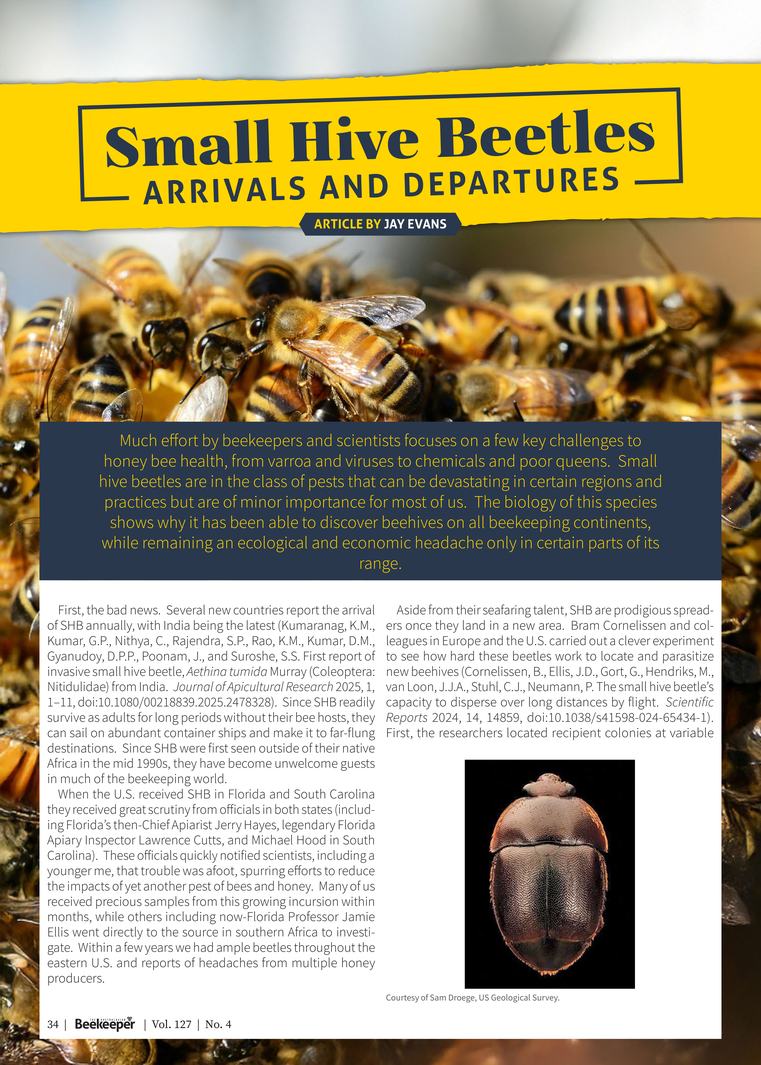 Small Hive Beetles
ARRIVALS AND DEPARTURES
ARTICLE BY JAY EVANS
Much effort by beekeepers and scientists focuses on a few key challenges to
honey bee health, from varroa and viruses to chemicals and poor queens.  Small
hive beetles are in the class of pests that can be devastating in certain regions and
practices but are of minor importance for most of us.  The biology of this species
shows why it has been able to discover beehives on all beekeeping continents,
while remaining an ecological and economic headache only in certain parts of its
range.
First, the bad news.  Several new countries report the arrival
of SHB annually, with India being the latest (Kumaranag, K.M.,
Kumar, G.P., Nithya, C., Rajendra, S.P., Rao, K.M., Kumar, D.M.,
Gyanudoy, D.P.P., Poonam, J., and Suroshe, S.S. First report of
invasive small hive beetle, Aethina tumida Murray (Coleoptera:
Nitidulidae) from India.  Journal of Apicultural Research 2025, 1,
1–11, doi:10.1080/00218839.2025.2478328).  Since SHB readily
survive as adults for long periods without their bee hosts, they
can sail on abundant container ships and make it to far-flung
destinations.  Since SHB were first seen outside of their native
Africa in the mid 1990s, they have become unwelcome guests
in much of the beekeeping world.
When the U.S. received SHB in Florida and South Carolina
they received great scrutiny from officials in both states (includ-
ing Florida's then-Chief Apiarist Jerry Hayes, legendary Florida
Apiary Inspector Lawrence Cutts, and Michael Hood in South
Carolina).  These officials quickly notified scientists, including a
younger me, that trouble was afoot, spurring efforts to reduce
the impacts of yet another pest of bees and honey.  Many of us
received precious samples from this growing incursion within
months, while others including now-Florida Professor Jamie
Ellis went directly to the source in southern Africa to investi-
gate.  Within a few years we had ample beetles throughout the
eastern U.S. and reports of headaches from multiple honey
producers.
Aside from their seafaring talent, SHB are prodigious spread-
ers once they land in a new area.  Bram Cornelissen and col-
leagues in Europe and the U.S. carried out a clever experiment
to see how hard these beetles work to locate and parasitize
new beehives (Cornelissen, B., Ellis, J.D., Gort, G., Hendriks, M.,
van Loon, J.J.A., Stuhl, C.J., Neumann, P. The small hive beetle's
capacity to disperse over long distances by flight.  Scientific
Reports 2024, 14, 14859, doi:10.1038/s41598-024-65434-1).
First, the researchers located recipient colonies at variable
Courtesy of Sam Droege, US Geological Survey.
34 | Beekeeper | Vol. 127 | No. 4